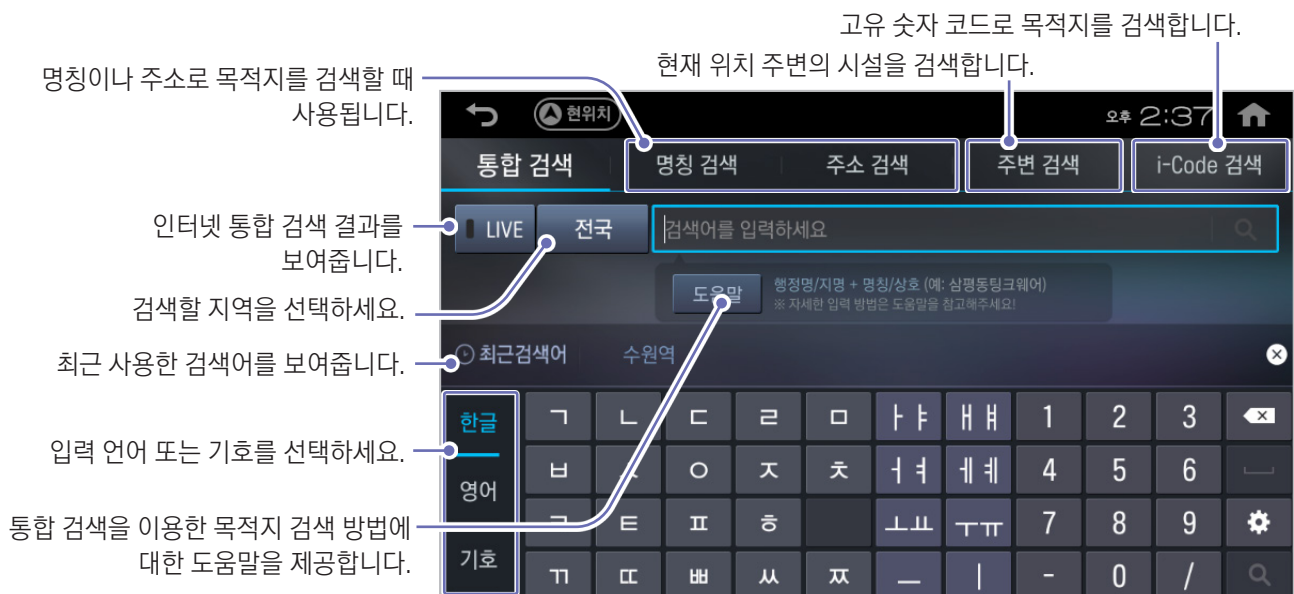 고유 숫자 코드로 목적지를 검색합니다.
현재 위치 주변의 시설을 검색합니다.
명칭이나 주소로 목적지를 검색할 때
사용됩니다.
현위치 오후 2:37
통합 검색 명칭 검색 주소 검색 주변 검색 i-Code 검색
인터넷 통합 검색 결과를
보여줍니다.
LIVE 전국 검색어를 입력하세요
도움말 행정명/지명 + 명칭/상호 (예: 삼평동팅크웨어)
※ 자세한 입력 방법은 도움말을 참고해주세요!
검색할 지역을 선택하세요.
최근 사용한 검색어를 보여줍니다.
최근검색어 수원역
입력 언어 또는 기호를 선택하세요.
통합 검색을 이용한 목적지 검색 방법에
대한 도움말을 제공합니다.
한글
영어
기호
ㄱ ㄴ ㄷ ㄹ ㅁ ㅏㅑ ㅐㅒ 1 2 3
ㅂ ㅇ ㅈ ㅊ ㅓㅕ ㅔㅖ 4 5 6
ㅌ ㅍ ㅎ ㅗㅛ ㅜㅠ 7 8 9
ㄲ ㄸ ㅃ ㅆ ㅉ ㅡ ㅣ - 0 /